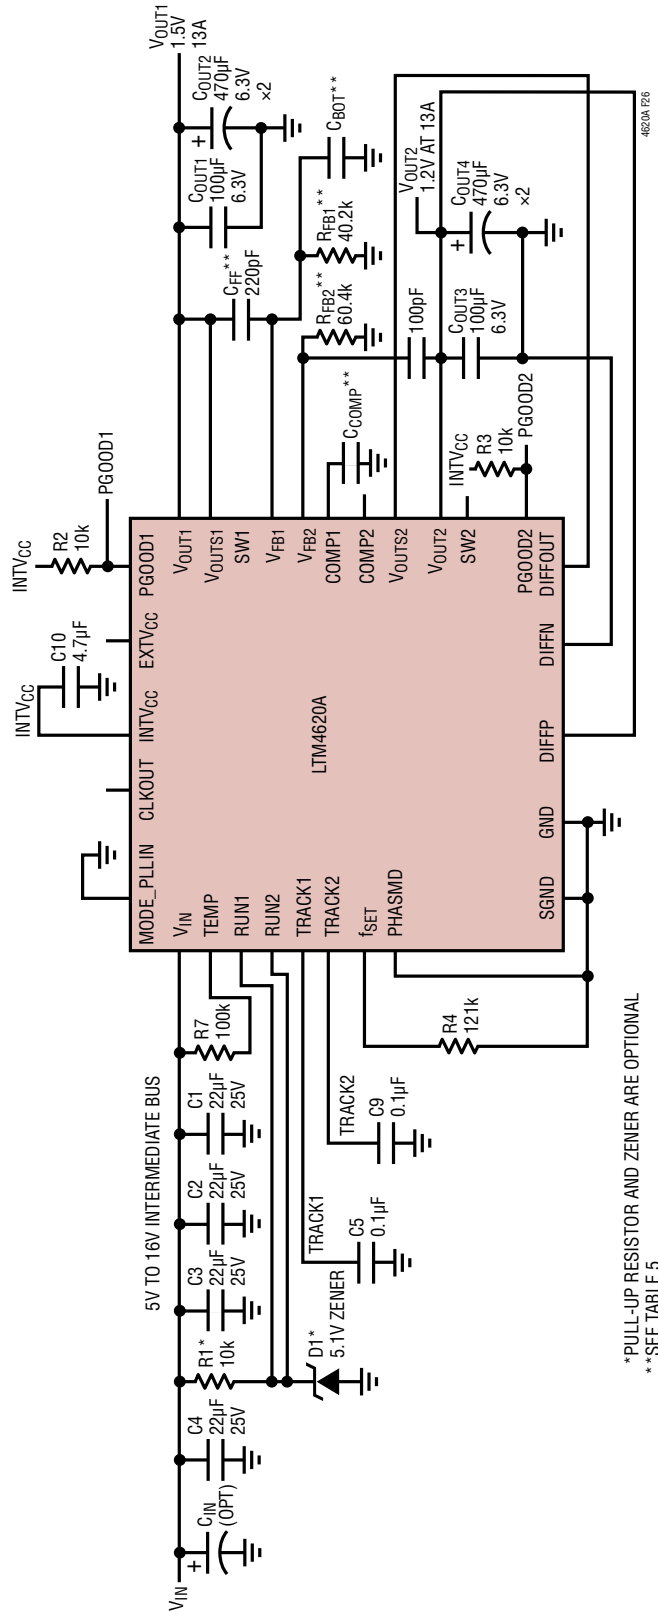 INTVCC
R2
10k
PGOOD1
INTVCC
C10
4.7µF
VOUT1
1.5V
13A
COUT2
470µF
6.3V
×2
COUT1
100µF
6.3V
CFF**
220pF
CBOT**
RFB1**
40.2k
RFB2**
60.4k
CCOMP**
100pF
VOUT2
1.2V AT 13A
COUT4
470µF
6.3V
×2
COUT3
100µF
6.3V
INTVCC
R3
10k
PGOOD2
4620A F26
MODE_PLLIN
CLKOUT
INTVCC
EXTVCC
PGOOD1
VIN
TEMP
RUN1
RUN2
TRACK1
TRACK2
fSET
PHASMD
LTM4620A
VOUT1
VOUTS1
SW1
VFB1
VFB2
COMP1
COMP2
VOUTS2
VOUT2
SW2
PGOOD2
SGND
GND
DIFFP
DIFFN
DIFFOUT
5V TO 16V INTERMEDIATE BUS
VIN
CIN
(OPT)
C4
22µF
25V
R1*
10k
C3
22µF
25V
C2
22µF
25V
C1
22µF
25V
R7
100k
D1*
5.1V ZENER
TRACK1
C5
0.1µF
TRACK2
C9
0.1µF
R4
121k
*PULL-UP RESISTOR AND ZENER ARE OPTIONAL
**SEE TABLE 5
+
+
+